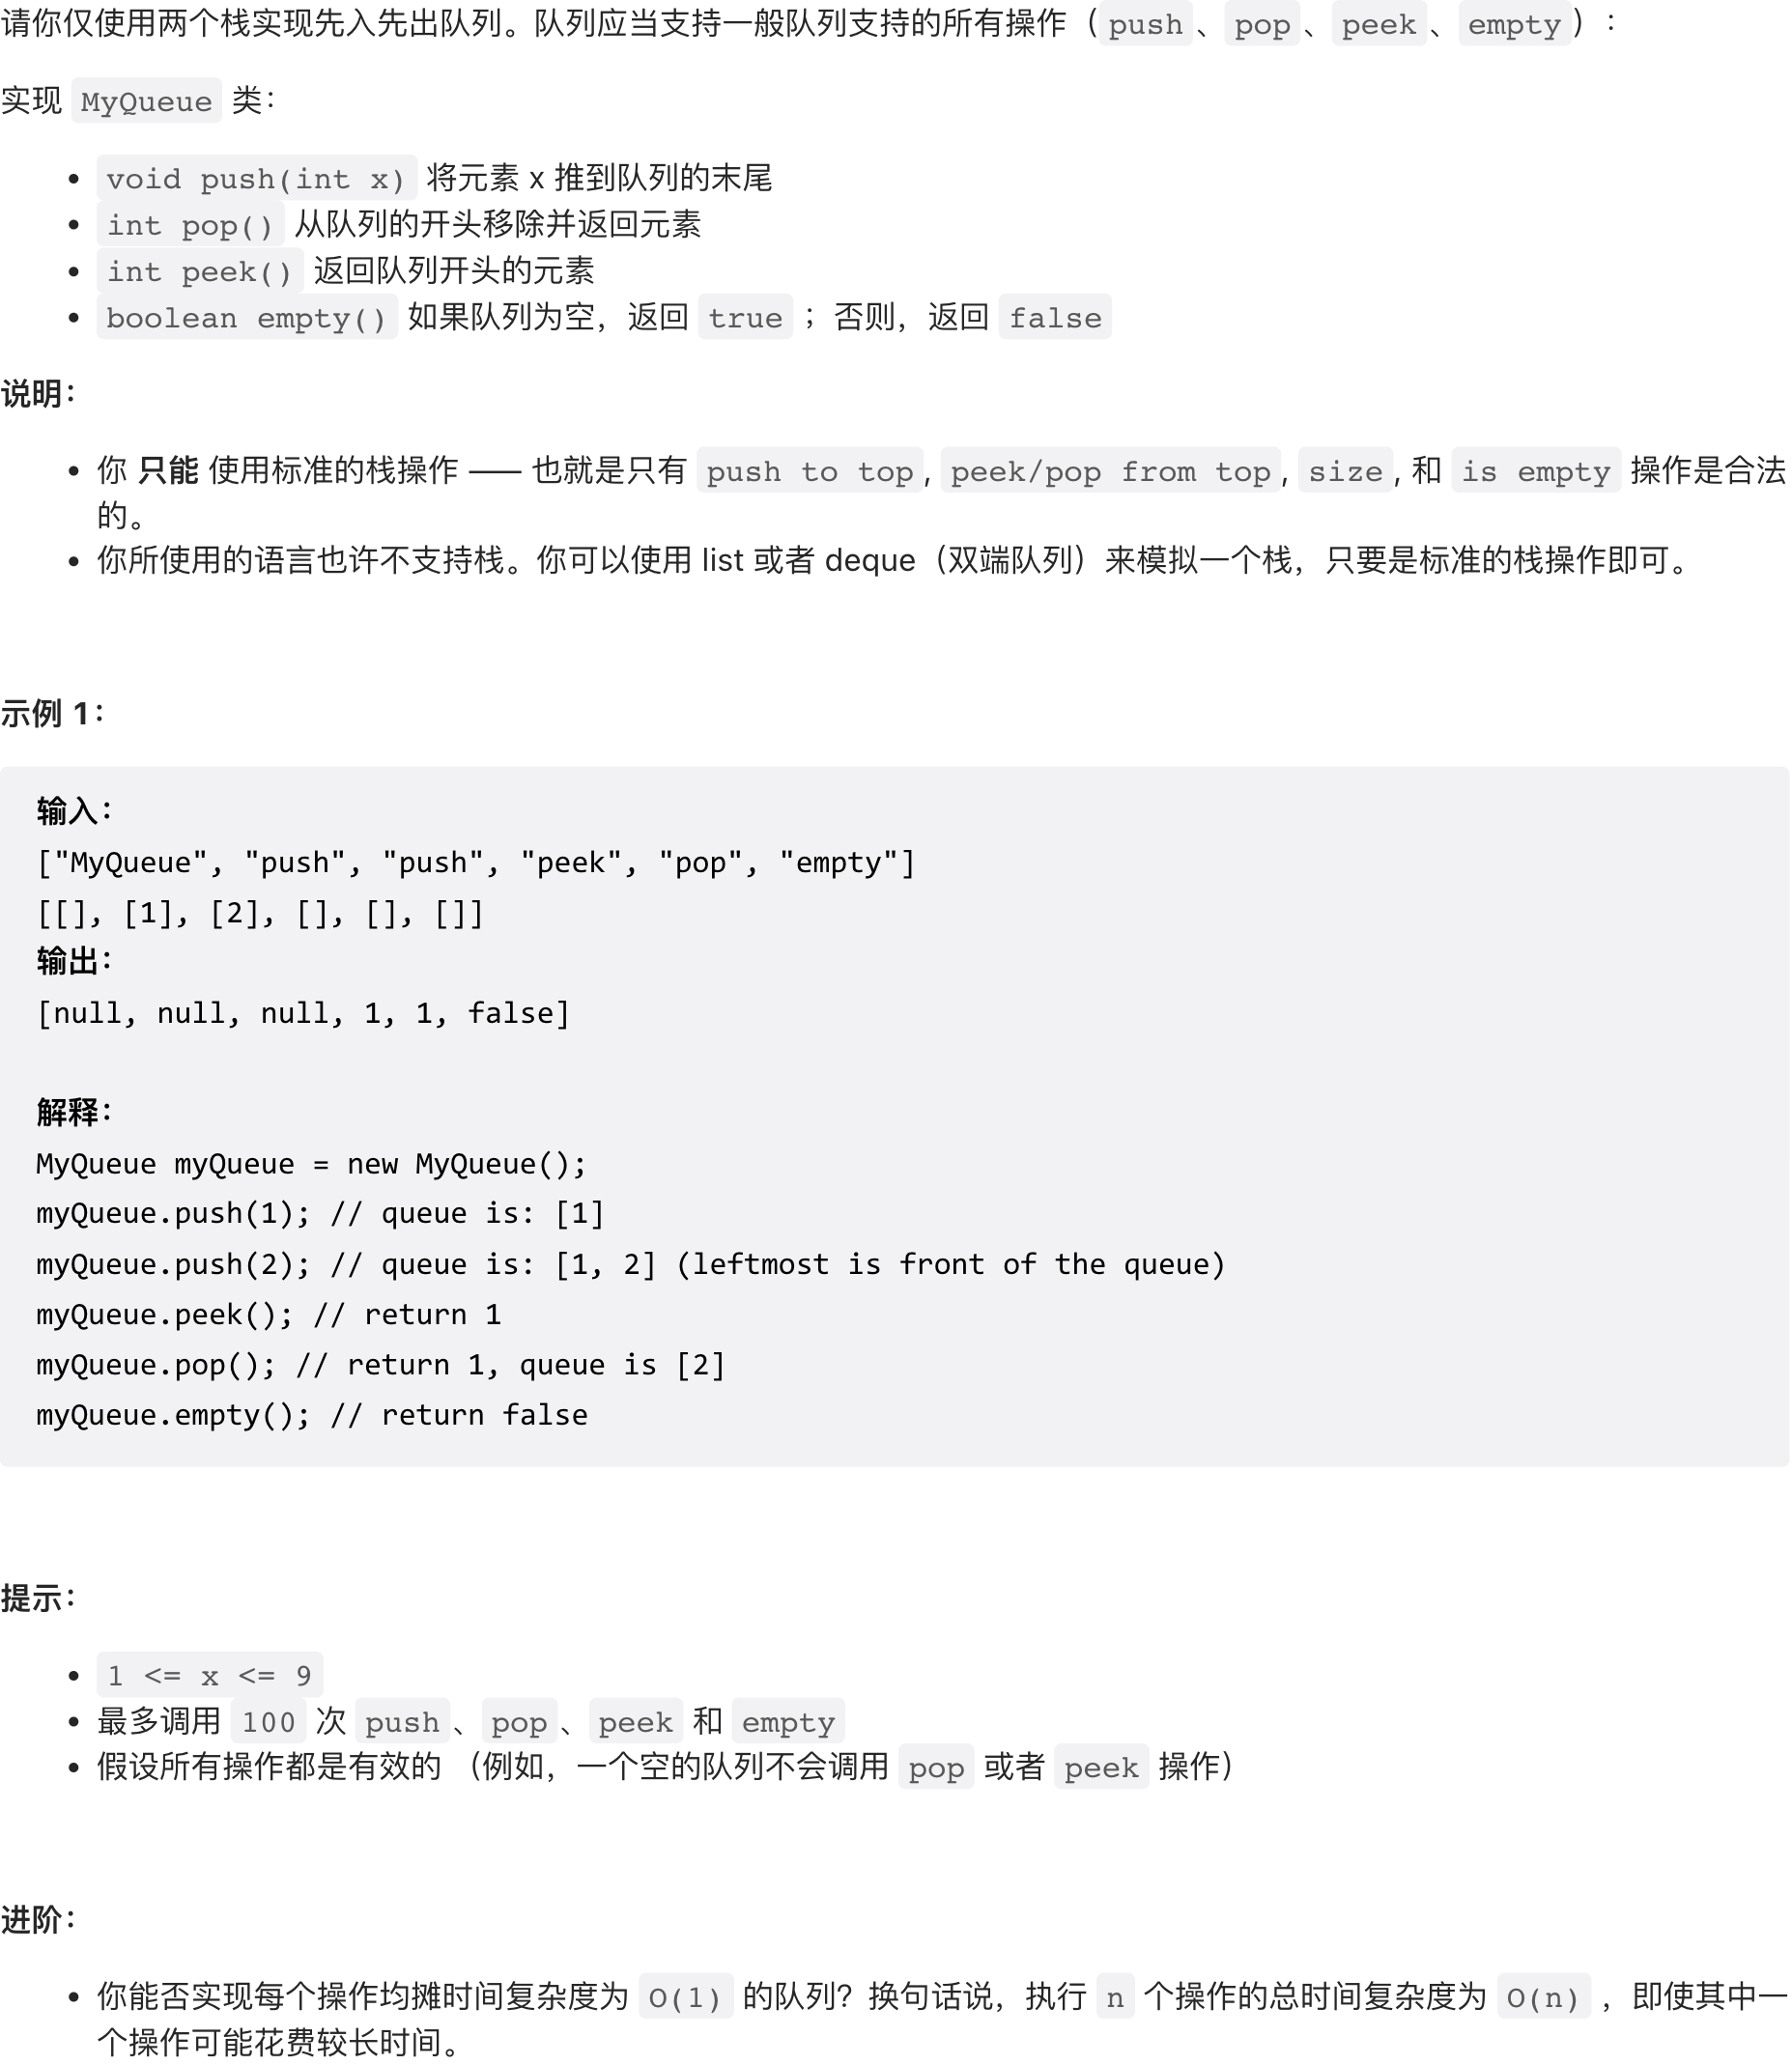 请你仅使用两个栈实现先入先出队列。队列应当支持一般队列支持的所有操作（push、pop、peek、empty）：
实现 MyQueue 类：
void push(int x) 将元素 x 推到队列的末尾
int pop() 从队列的开头移除并返回元素
int peek() 返回队列开头的元素
boolean empty() 如果队列为空，返回 true ；否则，返回 false
说明：
你 只能 使用标准的栈操作 —— 也就是只有 push to top, peek/pop from top, size, 和 is empty 操作是合法
的。
你所使用的语言也许不支持栈。你可以使用 list 或者 deque（双端队列）来模拟一个栈，只要是标准的栈操作即可。
示例 1：
输入：
["MyQueue", "push", "push", "peek", "pop", "empty"]
[[], [1], [2], [], [], []]
输出：
[null, null, null, 1, 1, false]
解释：
MyQueue myQueue = new MyQueue();
myQueue.push(1); // queue is: [1]
myQueue.push(2); // queue is: [1, 2] (leftmost is front of the queue)
myQueue.peek(); // return 1
myQueue.pop(); // return 1, queue is [2]
myQueue.empty(); // return false
提示：
1 <= x <= 9
最多调用 100 次 push、pop、peek 和 empty
假设所有操作都是有效的 （例如，一个空的队列不会调用 pop 或者 peek 操作）
进阶：
你能否实现每个操作均摊时间复杂度为 O(1) 的队列？换句话说，执行 n 个操作的总时间复杂度为 O(n) ，即使其中一
个操作可能花费较长时间。